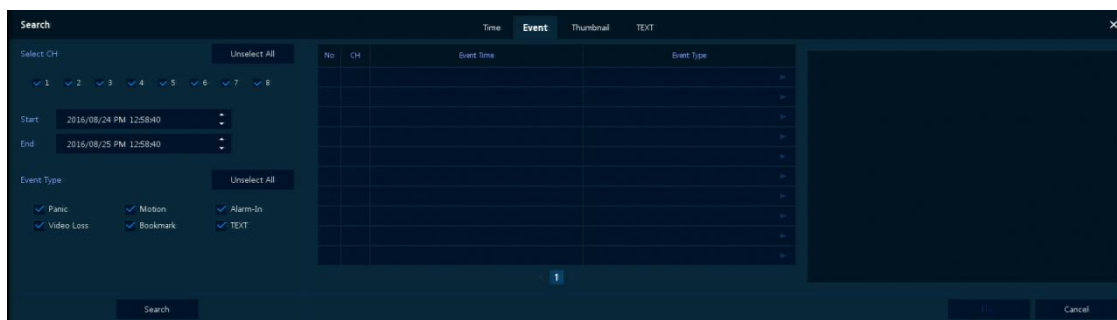 Search
Time Event Thumbnail TEXT
Select CH Unselect All
1 2 3 4 5 6 7 8
Start 2016/08/24 PM 12:58:40
End 2016/08/25 PM 12:58:40
Event Type Unselect All
Panic Motion Alarm-In
Video Loss Bookmark TEXT
No CH Event Time Event Type
1
Search Cancel